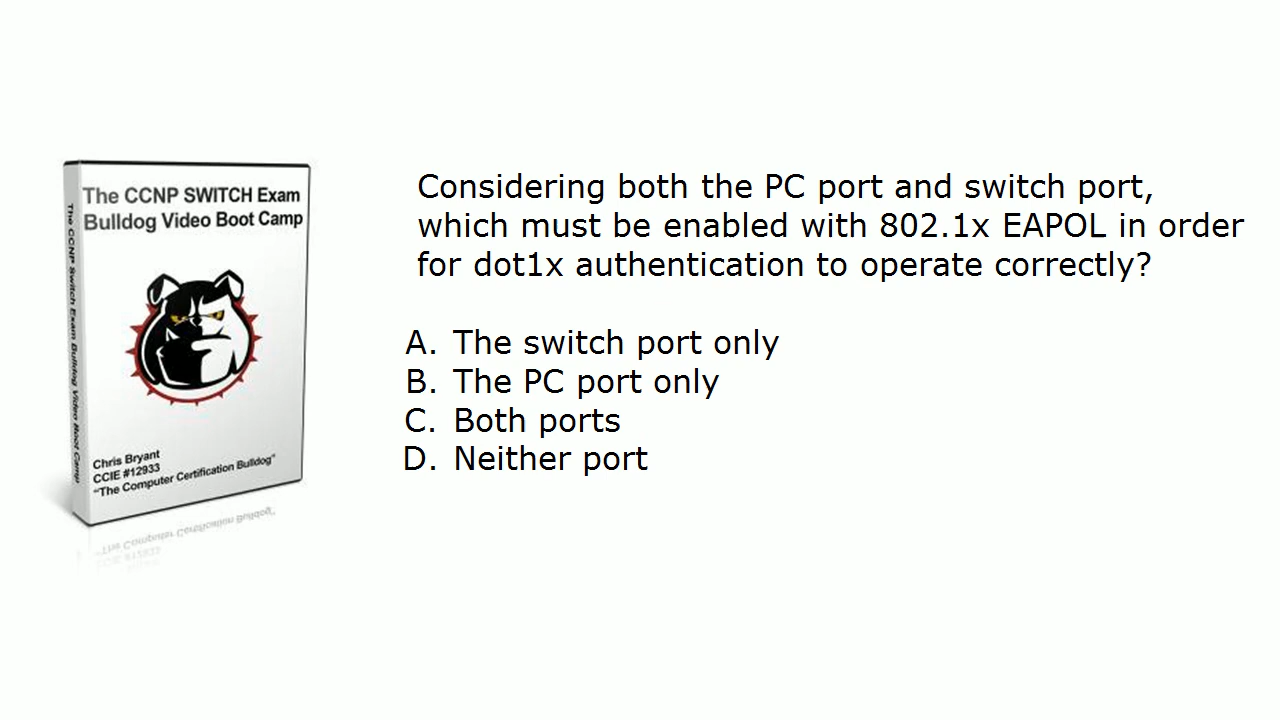 The CCNP SWITCH Exam
Bulldog Video Boot Camp
The CCNP Switch Exam Bulldog Video Boot Camp
Chris Bryant
CCIE #12933
“The Computer Certification Bulldog”
Considering both the PC port and switch port,
which must be enabled with 802.1x EAPOL in order
for dot1x authentication to operate correctly?
A. The switch port only
B. The PC port only
C. Both ports
D. Neither port